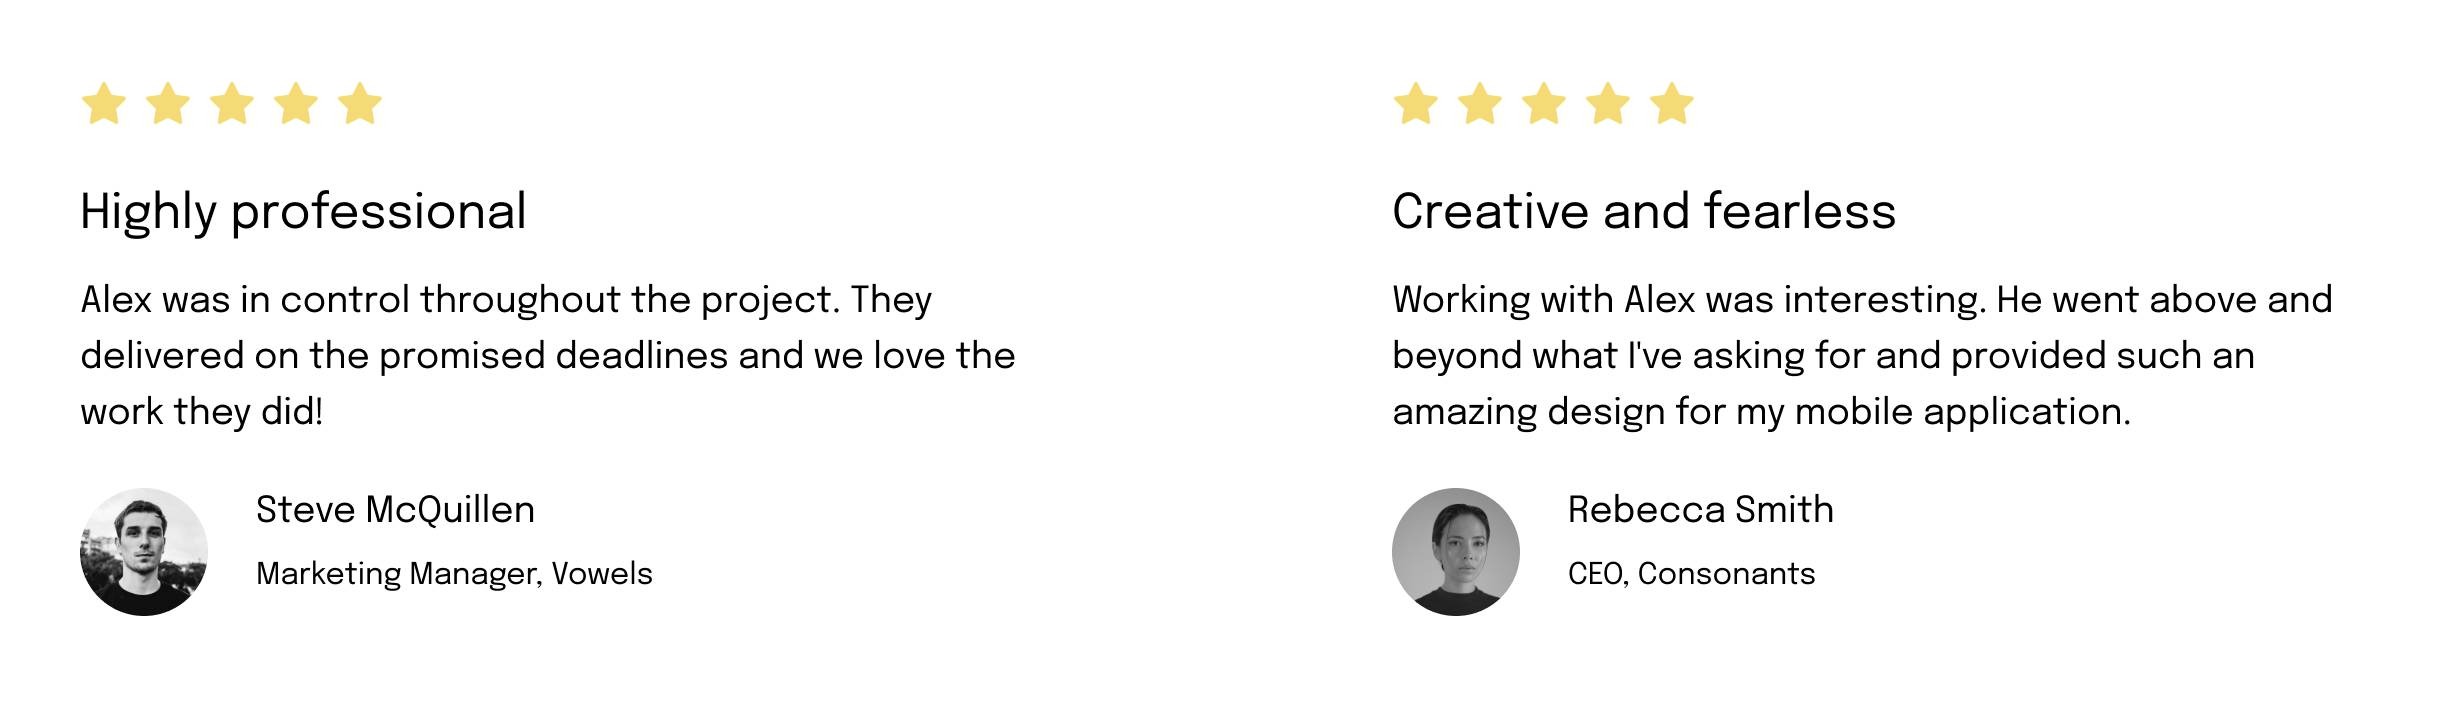 Highly professional
Alex was in control throughout the project. They
delivered on the promised deadlines and we love the
work they did!
Steve McQuillen
Marketing Manager, Vowels
Creative and fearless
Working with Alex was interesting. He went above and
beyond what I've asking for and provided such an
amazing design for my mobile application.
Rebecca Smith
CEO, Consonants